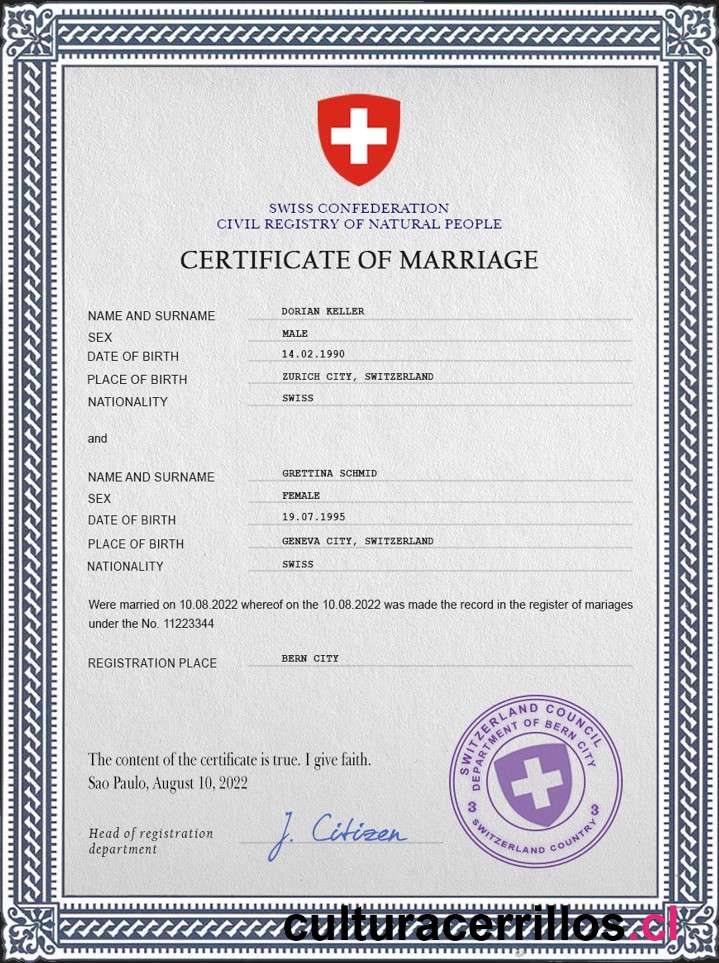 SWISS CONFEDERATION
CIVIL REGISTRY OF NATURAL PEOPLE
CERTIFICATE OF MARRIAGE
NAME AND SURNAME DORIAN KELLER
SEX MALE
DATE OF BIRTH 14.02.1990
PLACE OF BIRTH ZURICH CITY, SWITZERLAND
NATIONALITY SWISS
and
NAME AND SURNAME GRETTINA SCHMID
SEX FEMALE
DATE OF BIRTH 19.07.1995
PLACE OF BIRTH GENEVA CITY, SWITZERLAND
NATIONALITY SWISS
Were married on 10.08.2022 whereof on the 10.08.2022 was made the record in the register of mariages
under the No. 11223344
REGISTRATION PLACE BERN CITY
SWITZERLAND COUNCIL
DEPARTMENT OF BERN CITY
3 3
SWITZERLAND COUNTRY
The content of the certificate is true. I give faith.
Sao Paulo, August 10, 2022
Head of registration
department
J. Citizen
culturacerrillos.cl